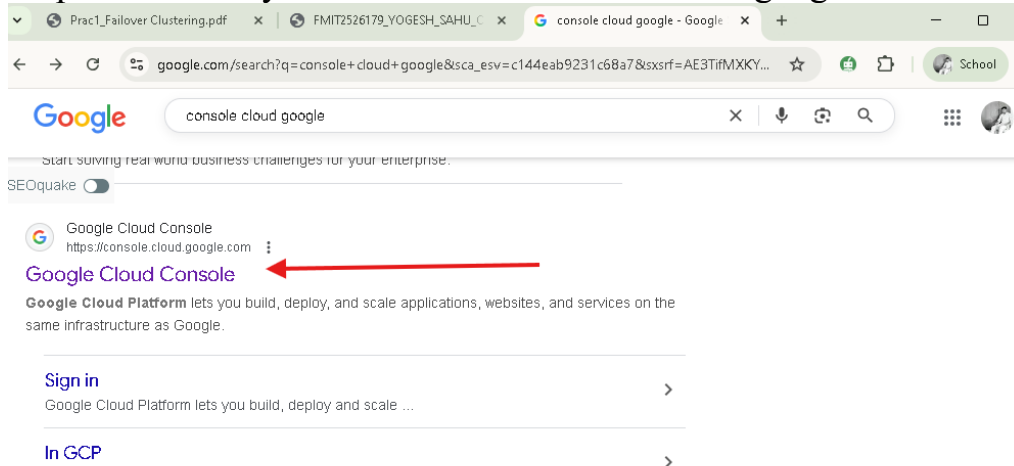 Prac1_Failover Clustering.pdf
FMIT2526179_YOGESH_SAHU_C
console cloud google - Google
google.com/search?q=console+cloud+google&sca_esv=c144eab9231c68a7&sxsrf=AE3TifMXKY...
School
Google
console cloud google
Start solving real world business challenges for your enterprise.
SEOquake
Google Cloud Console
https://console.cloud.google.com
Google Cloud Console
Google Cloud Platform lets you build, deploy, and scale applications, websites, and services on the
same infrastructure as Google.
Sign in
Google Cloud Platform lets you build, deploy and scale ...
In GCP